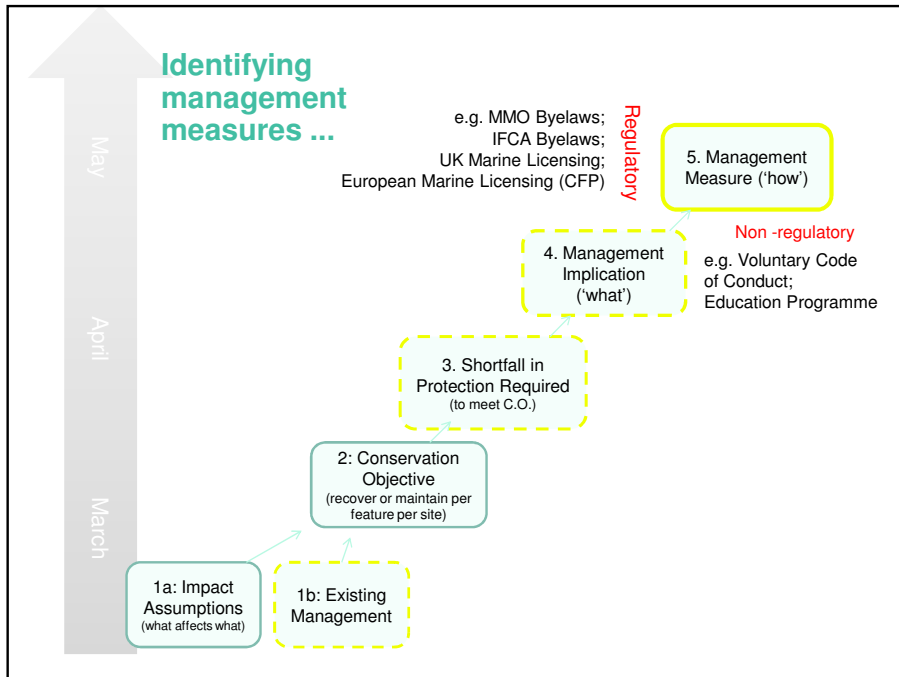 Identifying
management
measures ...
May
April
March
e.g. MMO Byelaws;
IFCA Byelaws;
UK Marine Licensing;
European Marine Licensing (CFP)
Regulatory
5. Management
Measure (‘how’)
Non -regulatory
e.g. Voluntary Code
of Conduct;
Education Programme
4. Management
Implication
(‘what’)
3. Shortfall in
Protection Required
(to meet C.O.)
2: Conservation
Objective
(recover or maintain per
feature per site)
1a: Impact
Assumptions
(what affects what)
1b: Existing
Management